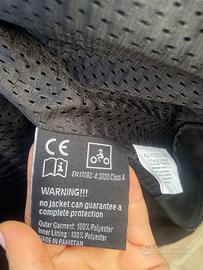 CE
EN 17092-4:2020 Class A
WARNING!!!
no jacket can guarantee a
complete protection
Outer Garment: 100% Polyester
Inner Lining: 100% Polyester
MADE IN PAKISTAN
subito